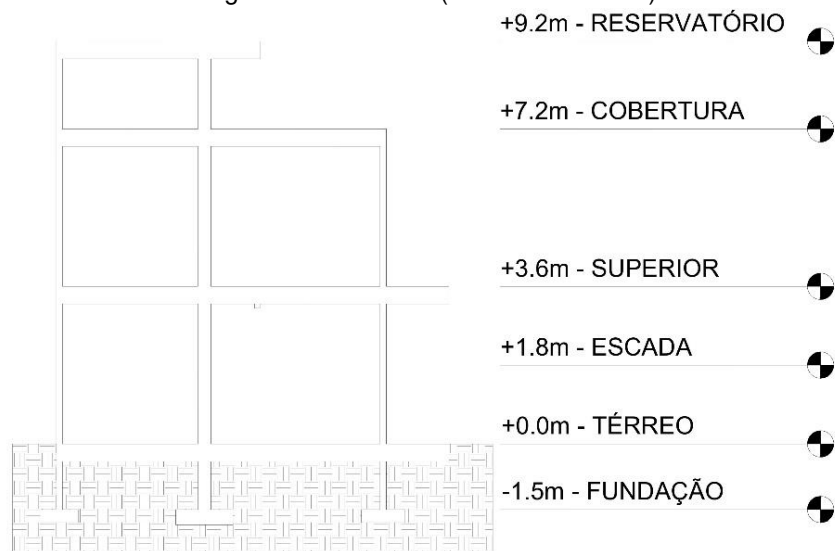 +9.2m - RESERVATÓRIO
+7.2m - COBERTURA
+3.6m - SUPERIOR
+1.8m - ESCADA
+0.0m - TÉRREO
-1.5m - FUNDAÇÃO